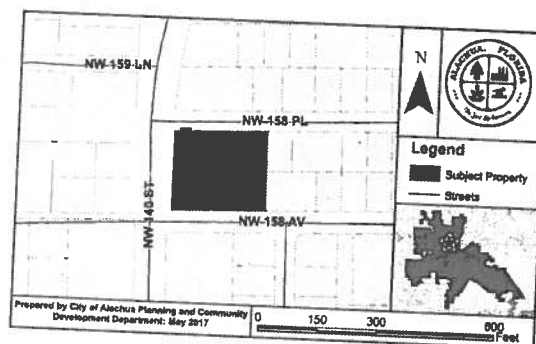 NW 159 LN
NW 158 PL
NW 140 ST
NW 158 AV
N
ALACHUA, FLORIDA
Legend
Subject Property
Streets
Prepared by City of Alachua Planning and Community
Development Department: May 2017
0 150 300 600
Feet